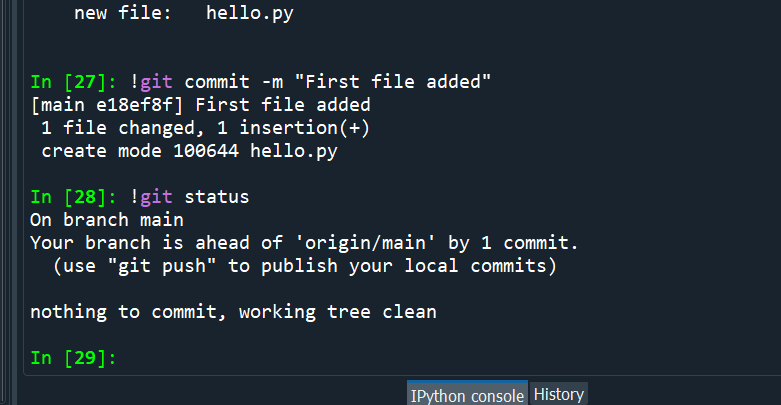 new file:   hello.py
In [27]: !git commit -m "First file added"
[main e18ef8f] First file added
 1 file changed, 1 insertion(+)
 create mode 100644 hello.py
In [28]: !git status
On branch main
Your branch is ahead of 'origin/main' by 1 commit.
  (use "git push" to publish your local commits)
nothing to commit, working tree clean
In [29]:
IPython console History